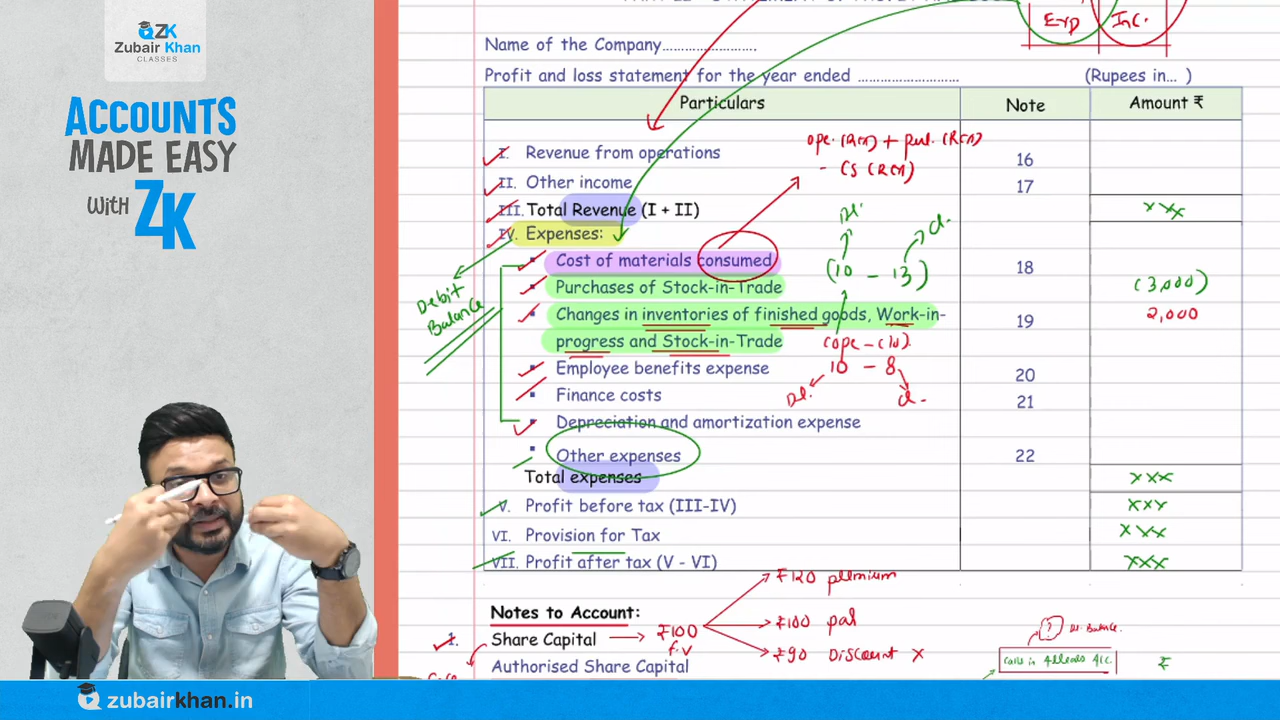 ZK
Zubair Khan
CLASSES
ACCOUNTS
MADE EASY
WITH ZK
Exp Inc.
Name of the Company..........................
Profit and loss statement for the year ended ............................ (Rupees in... )
Particulars Note Amount ₹
I. Revenue from operations 16
II. Other income 17
III. Total Revenue (I + II) xxx
IV. Expenses:
Cost of materials consumed 18
Purchases of Stock-in-Trade (3,000)
Changes in inventories of finished goods, Work-in- 19 2,000
progress and Stock-in-Trade
Employee benefits expense 20
Finance costs 21
Depreciation and amortization expense
Other expenses 22
Total expenses xxx
V. Profit before tax (III-IV) xxx
VI. Provision for Tax xxx
VII. Profit after tax (V - VI) xxx
ope. (RM) + pur. (RM)
- CS (RM)
(10 - 13)
10 - 8
Debit
Balance
Notes to Account:
I. Share Capital → ₹100
f.v
₹120 premium
₹100 par
₹90 Discount x
Authorised Share Capital
? Dr. Balance.
Calls in Arrears A/c. ₹
zubairkhan.in